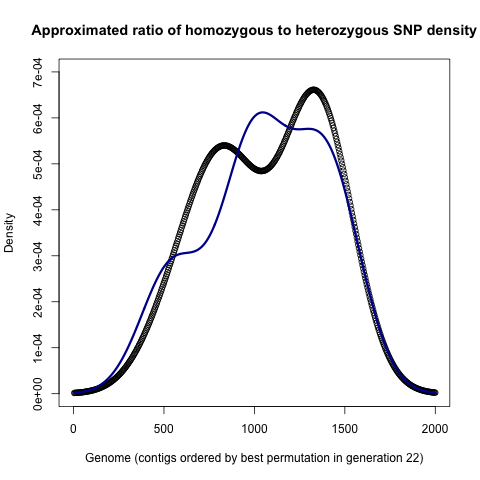 Approximated ratio of homozygous to heterozygous SNP density
Density
7e-04
6e-04
5e-04
4e-04
3e-04
2e-04
1e-04
0e+00
0 500 1000 1500 2000
Genome (contigs ordered by best permutation in generation 22)